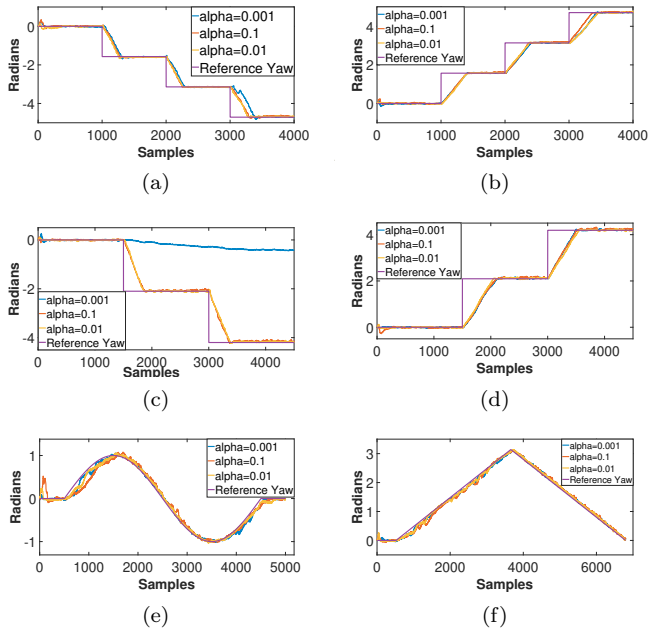 alpha=0.001
alpha=0.1
alpha=0.01
Reference Yaw
Radians
0
-2
-4
0 1000 2000 3000 4000
Samples
(a)
alpha=0.001
alpha=0.1
alpha=0.01
Reference Yaw
Radians
4
2
0
0 1000 2000 3000 4000
Samples
(b)
alpha=0.001
alpha=0.1
alpha=0.01
Reference Yaw
Radians
0
-2
-4
0 1000 2000 3000 4000
Samples
(c)
alpha=0.001
alpha=0.1
alpha=0.01
Reference Yaw
Radians
4
2
0
0 1000 2000 3000 4000
Samples
(d)
alpha=0.001
alpha=0.1
alpha=0.01
Reference Yaw
Radians
1
0
-1
0 1000 2000 3000 4000 5000
Samples
(e)
alpha=0.001
alpha=0.1
alpha=0.01
Reference Yaw
Radians
3
2
1
0
0 2000 4000 6000
Samples
(f)